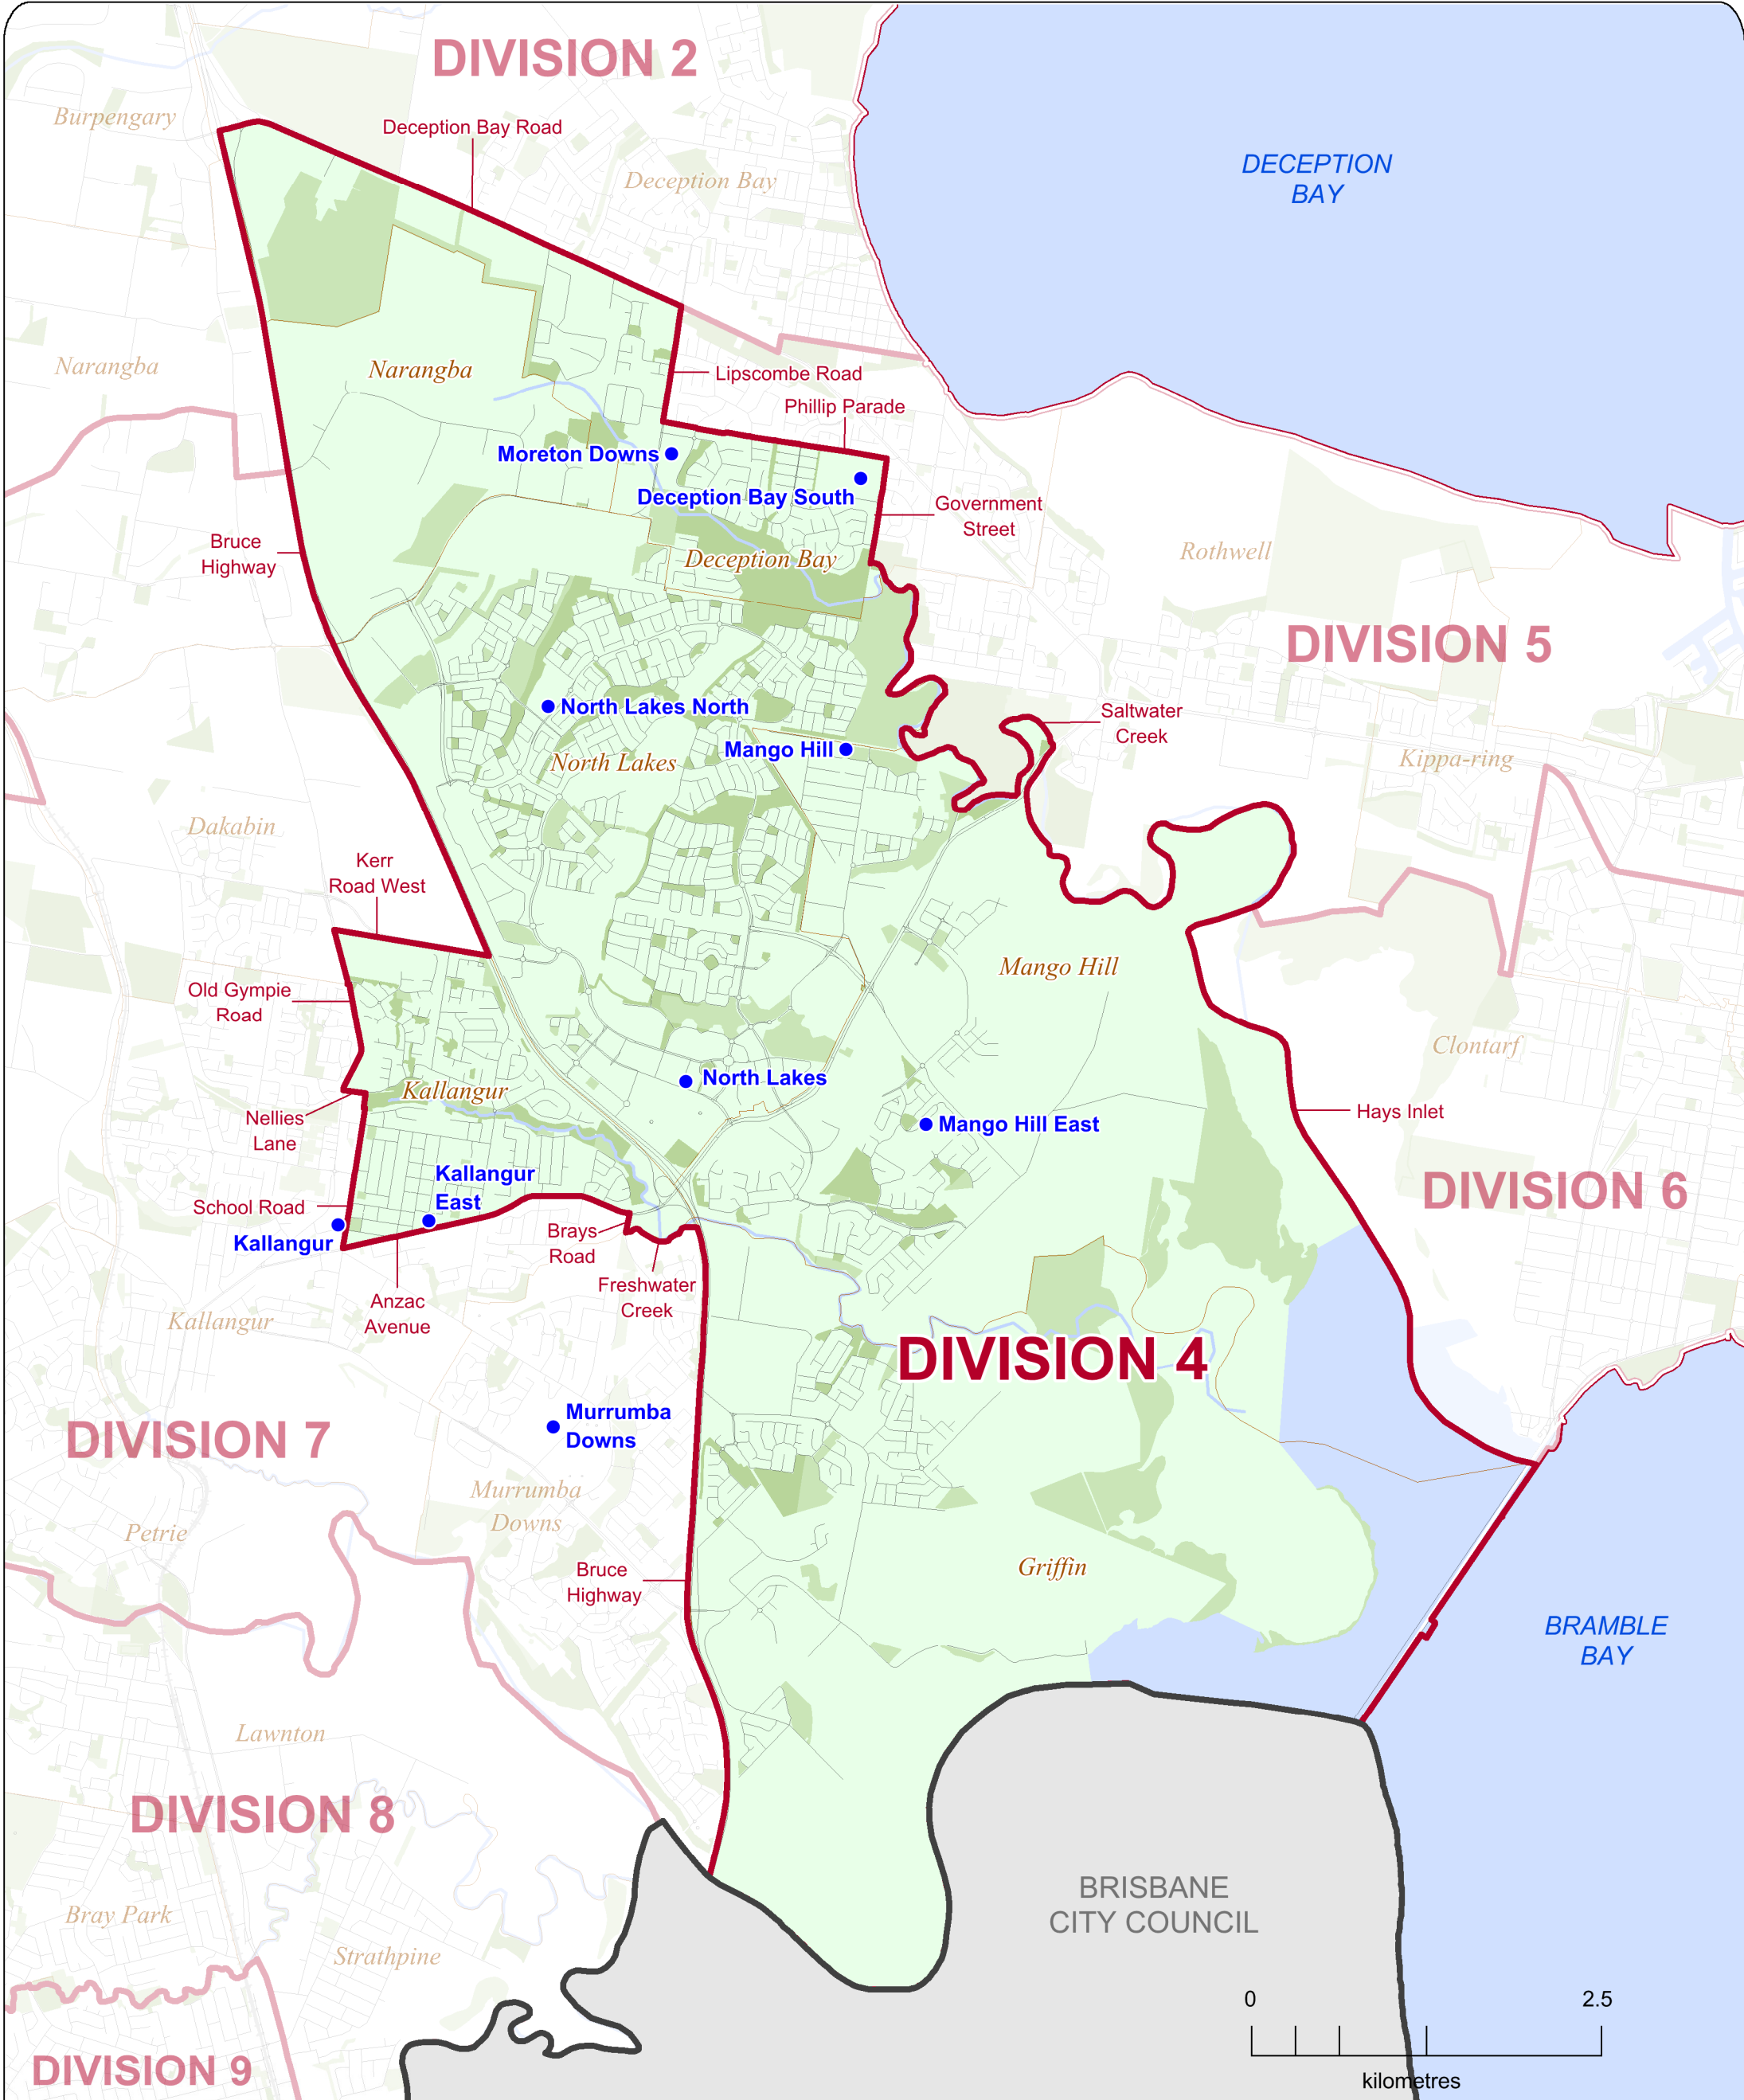 DIVISION 2
Burpengary
Deception Bay Road
Deception Bay
DECEPTION
BAY
Narangba
Narangba
Lipscombe Road
Phillip Parade
Moreton Downs
Deception Bay South
Government
Street
Bruce
Highway
Deception Bay
Rothwell
DIVISION 5
North Lakes North
Saltwater
Creek
Mango Hill
North Lakes
Kippa-ring
Dakabin
Kerr
Road West
Mango Hill
Old Gympie
Road
Clontarf
North Lakes
Kallangur
Nellies
Lane
Mango Hill East
Hays Inlet
Kallangur
East
DIVISION 6
School Road
Kallangur
Brays
Road
Freshwater
Creek
Anzac
Avenue
Kallangur
DIVISION 4
Murrumba
Downs
DIVISION 7
Murrumba
Downs
Petrie
Bruce
Highway
Griffin
BRAMBLE
BAY
Lawnton
DIVISION 8
BRISBANE
CITY COUNCIL
Bray Park
Strathpine
0 2.5
kilometres
DIVISION 9